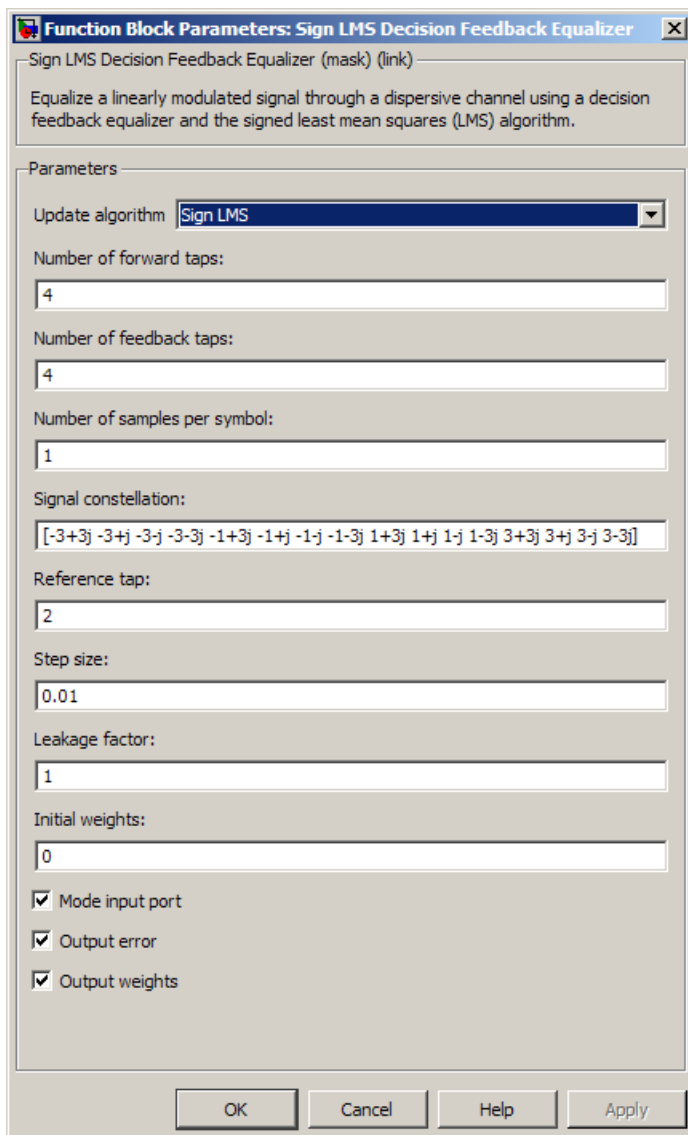 Function Block Parameters: Sign LMS Decision Feedback Equalizer
Sign LMS Decision Feedback Equalizer (mask) (link)
Equalize a linearly modulated signal through a dispersive channel using a decision
feedback equalizer and the signed least mean squares (LMS) algorithm.
Parameters
Update algorithm Sign LMS
Number of forward taps:
4
Number of feedback taps:
4
Number of samples per symbol:
1
Signal constellation:
[-3+3j -3+j -3-j -3-3j -1+3j -1+j -1-j -1-3j 1+3j 1+j 1-j 1-3j 3+3j 3+j 3-j 3-3j]
Reference tap:
2
Step size:
0.01
Leakage factor:
1
Initial weights:
0
Mode input port
Output error
Output weights
OK Cancel Help Apply